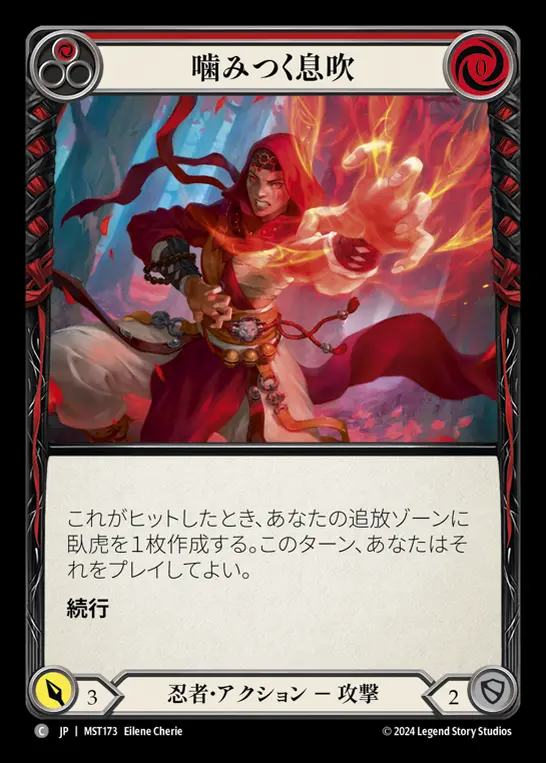 噛みつく息吹
0
これがヒットしたとき、あなたの追放ゾーンに
臥虎を1枚作成する。このターン、あなたはそ
れをプレイしてよい。
続行
3
忍者・アクション － 攻撃
2
C JP | MST173 Eilene Cherie
© 2024 Legend Story Studios